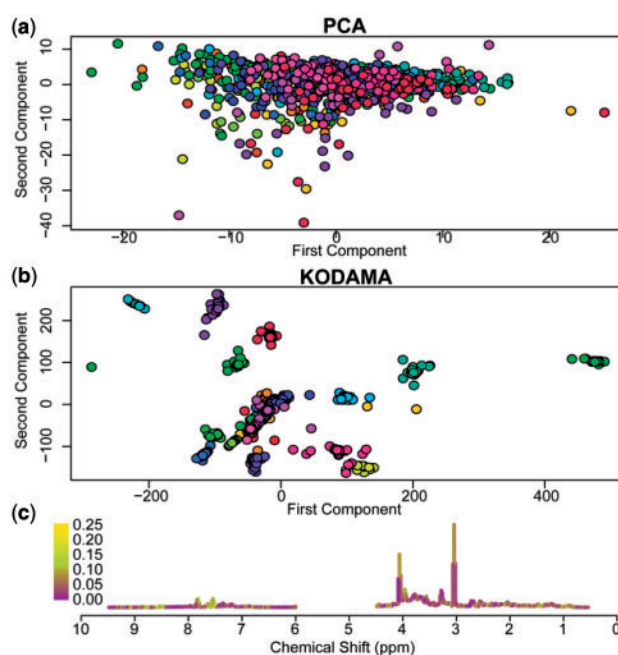 (a) PCA
10
0
−10
−20
−30
−40
Second Component
−20 −10 0 10 20
First Component
(b) KODAMA
200
100
0
−100
Second Component
−200 0 200 400
First Component
(c)
0.25
0.20
0.15
0.10
0.05
0.00
10 9 8 7 6 5 4 3 2 1 0
Chemical Shift (ppm)